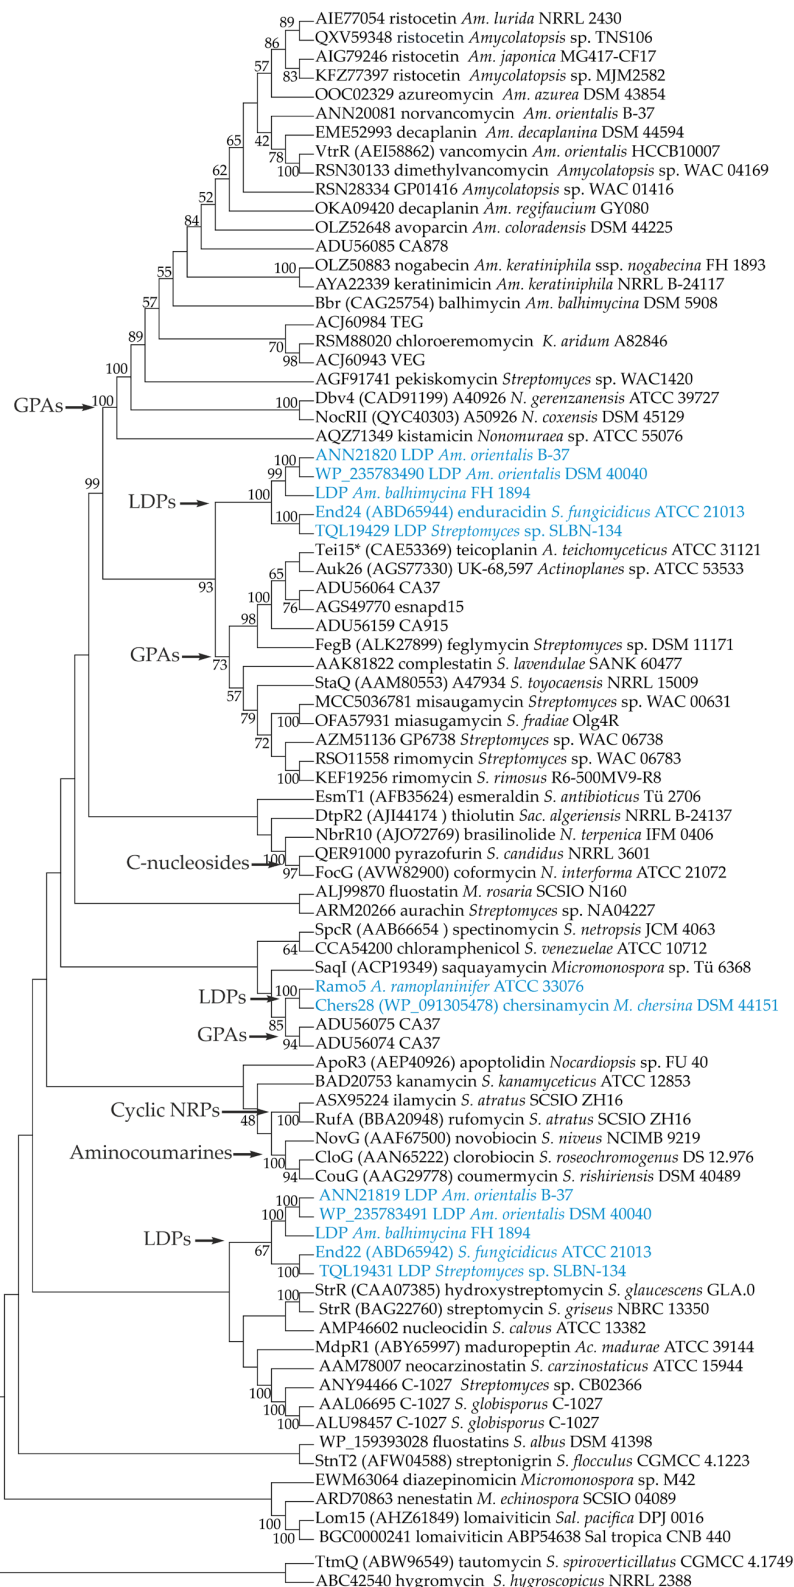 89 AIE77054 ristocetin Am. lurida NRRL 2430
86 QXV59348 ristocetin Amycolatopsis sp. TNS106
57 AIG79246 ristocetin Am. japonica MG417-CF17
83 KFZ77397 ristocetin Amycolatopsis sp. MJM2582
OOC02329 azureomycin Am. azurea DSM 43854
ANN20081 norvancomycin Am. orientalis B-37
65 42 EME52993 decaplanin Am. decaplanina DSM 44594
78 VtrR (AEI58862) vancomycin Am. orientalis HCCB10007
62 100 RSN30133 dimethylvancomycin Amycolatopsis sp. WAC 04169
RSN28334 GP01416 Amycolatopsis sp. WAC 01416
52 OKA09420 decaplanin Am. regifaucium GY080
84 OLZ52648 avoparcin Am. coloradensis DSM 44225
ADU56085 CA878
55 100 OLZ50883 nogabecin Am. keratiniphila ssp. nogabecina FH 1893
AYA22339 keratinimicin Am. keratiniphila NRRL B-24117
57 Bbr (CAG25754) balhimycin Am. balhimycina DSM 5908
ACJ60984 TEG
89 70 RSM88020 chloroeremomycin K. aridum A82846
98 ACJ60943 VEG
100 AGF91741 pekiskomycin Streptomyces sp. WAC1420
GPAs 100 100 Dbv4 (CAD91199) A40926 N. gerenzanensis ATCC 39727
NocRII (QYC40303) A50926 N. coxensis DSM 45129
AQZ71349 kistamicin Nonomuraea sp. ATCC 55076
100 ANN21820 LDP Am. orientalis B-37
99 99 WP_235783490 LDP Am. orientalis DSM 40040
LDPs 100 LDP Am. balhimycina FH 1894
100 End24 (ABD65944) enduracidin S. fungicidicus ATCC 21013
TQL19429 LDP Streptomyces sp. SLBN-134
Tei15* (CAE53369) teicoplanin A. teichomyceticus ATCC 31121
65 Auk26 (AGS77330) UK-68,597 Actinoplanes sp. ATCC 53533
93 100 ADU56064 CA37
76 AGS49770 esnapd15
98 ADU56159 CA915
FegB (ALK27899) feglymycin Streptomyces sp. DSM 11171
GPAs 73 AAK81822 complestatin S. lavendulae SANK 60477
57 StaQ (AAM80553) A47934 S. toyocaensis NRRL 15009
79 MCC5036781 misaugamycin Streptomyces sp. WAC 00631
100 OFA57931 miasugamycin S. fradiae Olg4R
72 AZM51136 GP6738 Streptomyces sp. WAC 06738
RSO11558 rimomycin Streptomyces sp. WAC 06783
100 KEF19256 rimomycin S. rimosus R6-500MV9-R8
EsmT1 (AFB35624) esmeraldin S. antibioticus Tü 2706
DtpR2 (AJI44174 ) thiolutin Sac. algeriensis NRRL B-24137
NbrR10 (AJO72769) brasilinolide N. terpenica IFM 0406
C-nucleosides 100 QER91000 pyrazofurin S. candidus NRRL 3601
97 FocG (AVW82900) coformycin N. interforma ATCC 21072
ALJ99870 fluostatin M. rosaria SCSIO N160
ARM20266 aurachin Streptomyces sp. NA04227
SpcR (AAB66654 ) spectinomycin S. netropsis JCM 4063
64 CCA54200 chloramphenicol S. venezuelae ATCC 10712
SaqI (ACP19349) saquayamycin Micromonospora sp. Tü 6368
LDPs 100 Ramo5 A. ramoplaninifer ATCC 33076
Chers28 (WP_091305478) chersinamycin M. chersina DSM 44151
GPAs 85 ADU56075 CA37
94 ADU56074 CA37
ApoR3 (AEP40926) apoptolidin Nocardiopsis sp. FU 40
BAD20753 kanamycin S. kanamyceticus ATCC 12853
Cyclic NRPs ASX95224 ilamycin S. atratus SCSIO ZH16
48 100 RufA (BBA20948) rufomycin S. atratus SCSIO ZH16
NovG (AAF67500) novobiocin S. niveus NCIMB 9219
Aminocoumarines 100 CloG (AAN65222) clorobiocin S. roseochromogenus DS 12.976
94 CouG (AAG29778) coumermycin S. rishiriensis DSM 40489
100 ANN21819 LDP Am. orientalis B-37
100 WP_235783491 LDP Am. orientalis DSM 40040
LDPs LDP Am. balhimycina FH 1894
67 End22 (ABD65942) S. fungicidicus ATCC 21013
100 TQL19431 LDP Streptomyces sp. SLBN-134
100 StrR (CAA07385) hydroxystreptomycin S. glaucescens GLA.0
StrR (BAG22760) streptomycin S. griseus NBRC 13350
AMP46602 nucleocidin S. calvus ATCC 13382
MdpR1 (ABY65997) maduropeptin Ac. madurae ATCC 39144
AAM78007 neocarzinostatin S. carzinostaticus ATCC 15944
100 ANY94466 C-1027 Streptomyces sp. CB02366
100 AAL06695 C-1027 S. globisporus C-1027
100 ALU98457 C-1027 S. globisporus C-1027
WP_159393028 fluostatins S. albus DSM 41398
StnT2 (AFW04588) streptonigrin S. flocculus CGMCC 4.1223
EWM63064 diazepinomicin Micromonospora sp. M42
ARD70863 nenestatin M. echinospora SCSIO 04089
100 Lom15 (AHZ61849) lomaiviticin Sal. pacifica DPJ 0016
100 BGC0000241 lomaiviticin ABP54638 Sal tropica CNB 440
TtmQ (ABW96549) tautomycin S. spiroverticillatus CGMCC 4.1749
ABC42540 hygromycin S. hygroscopicus NRRL 2388